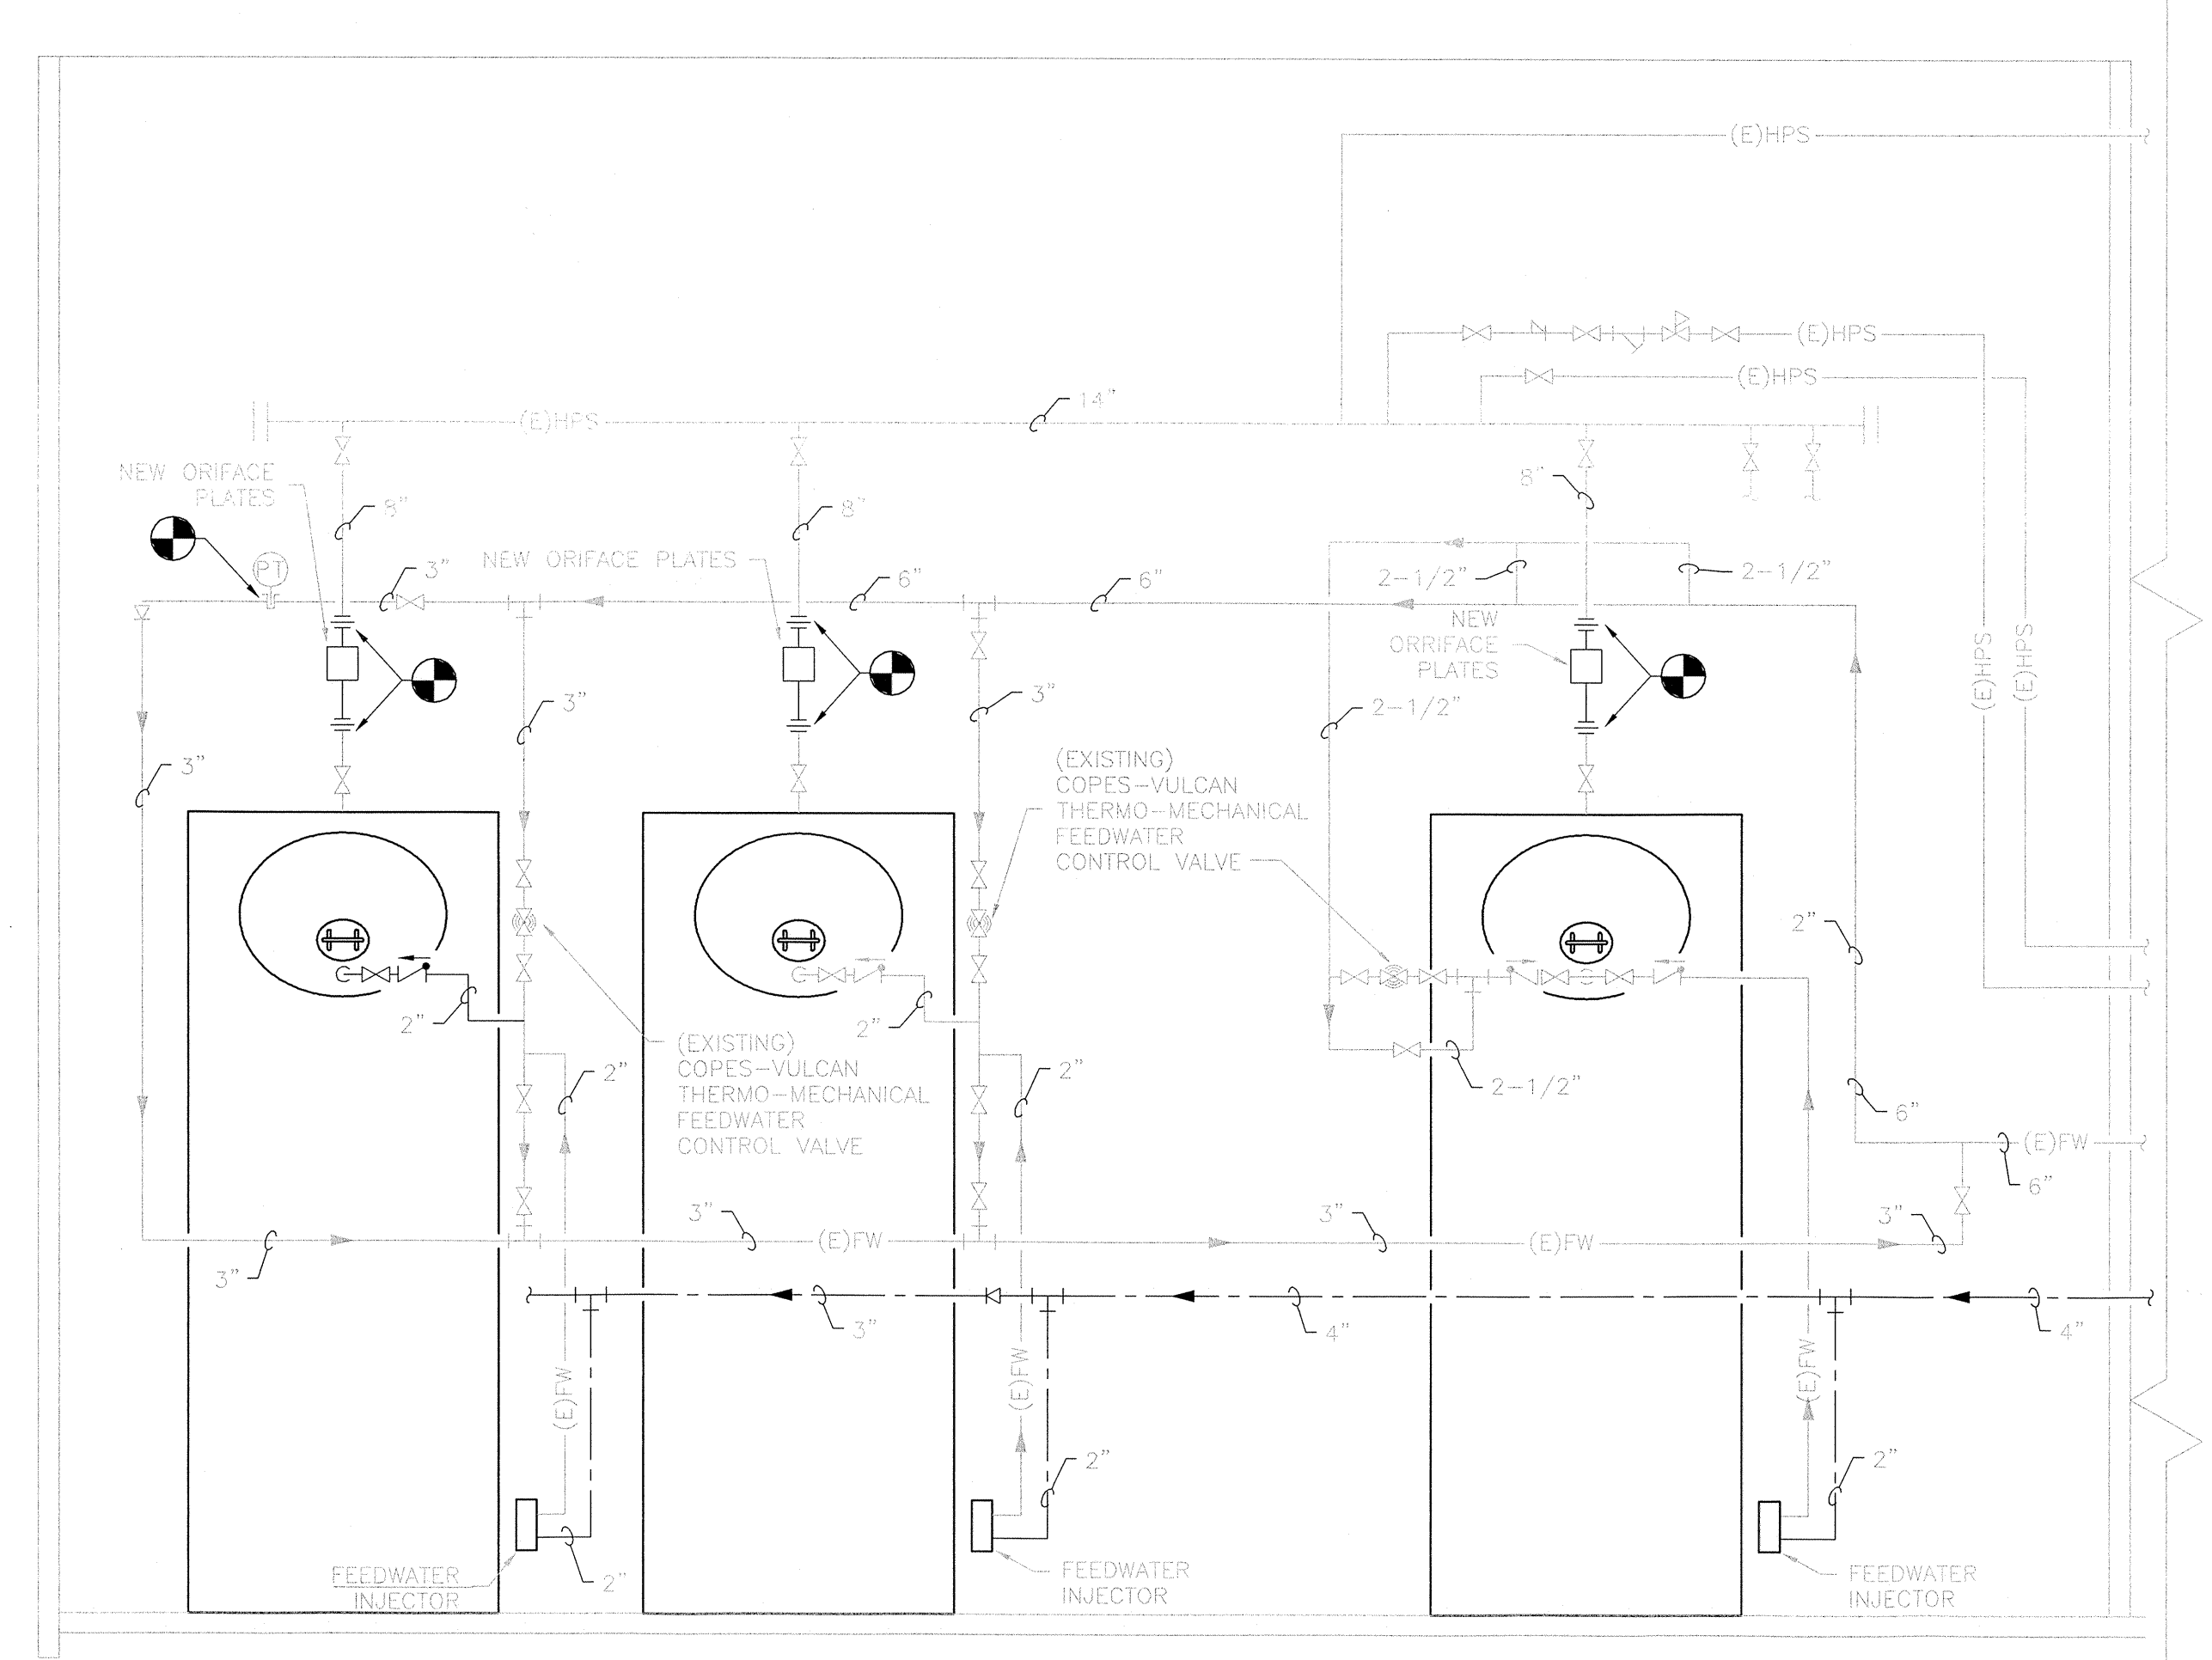 (E)HPS
(E)HPS
(E)HPS
14"
(E)HPS
NEW ORIFACE
PLATES
8"
8"
8"
PT
3"
NEW ORIFACE PLATES
6"
6"
2-1/2"
2-1/2"
NEW
ORRIFACE
PLATES
(E)HPS
(E)HPS
3"
3"
2-1/2"
3"
(EXISTING)
COPES-VULCAN
THERMO-MECHANICAL
FEEDWATER
CONTROL VALVE
2"
2"
2"
(EXISTING)
COPES-VULCAN
THERMO-MECHANICAL
FEEDWATER
CONTROL VALVE
2"
2"
2-1/2"
6"
(E)FW
6"
3"
3"
(E)FW
3"
(E)FW
3"
3"
4"
4"
(E)FW
(E)FW
(E)FW
2"
2"
FEEDWATER
INJECTOR
2"
FEEDWATER
INJECTOR
FEEDWATER
INJECTOR